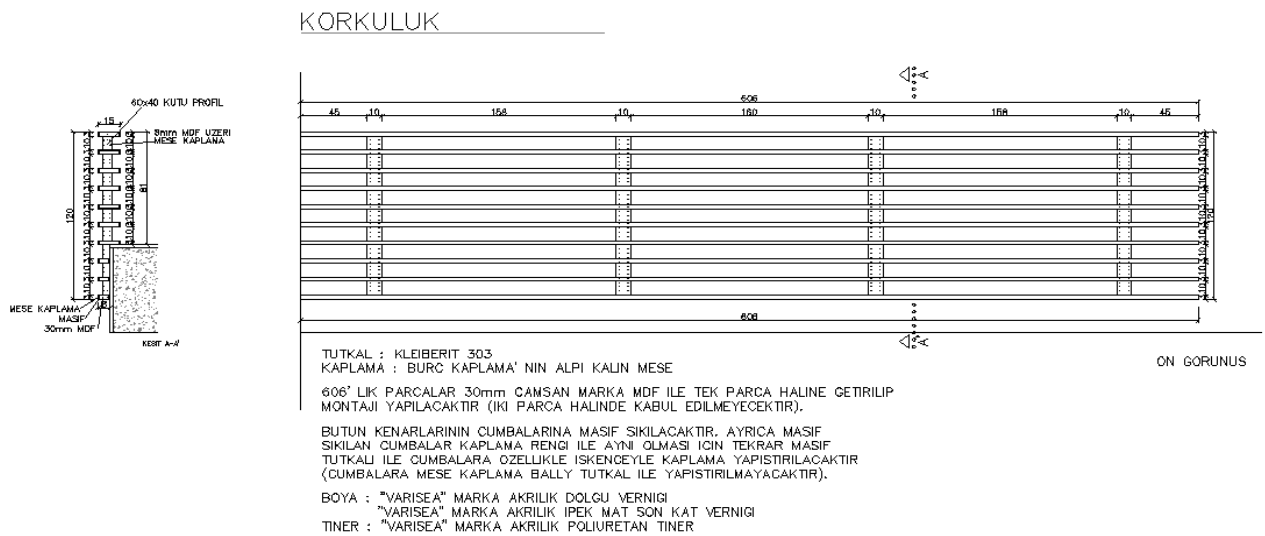 KORKULUK
60x40 KUTU PROFIL
15
8mm MDF UZERI
MESE KAPLAMA
120
81
MESE KAPLAMA
MASIF
30mm MDF
KESIT A-A'
A
606
45 10 158 10 160 10 158 10 45
120
606
A
ON GORUNUS
TUTKAL : KLEIBERIT 303
KAPLAMA : BURC KAPLAMA' NIN ALPI KALIN MESE
606' LIK PARCALAR 30mm CAMSAN MARKA MDF ILE TEK PARCA HALINE GETIRILIP
MONTAJI YAPILACAKTIR (IKI PARCA HALINDE KABUL EDILMEYECEKTIR).
BUTUN KENARLARININ CUMBALARINA MASIF SIKILACAKTIR. AYRICA MASIF
SIKILAN CUMBALAR KAPLAMA RENGI ILE AYNI OLMASI ICIN TEKRAR MASIF
TUTKALI ILE CUMBALARA OZELLIKLE ISKENCEYLE KAPLAMA YAPISTIRILACAKTIR
(CUMBALARA MESE KAPLAMA BALLY TUTKAL ILE YAPISTIRILMAYACAKTIR).
BOYA : "VARISEA" MARKA AKRILIK DOLGU VERNIGI
"VARISEA" MARKA AKRILIK IPEK MAT SON KAT VERNIGI
TINER : "VARISEA" MARKA AKRILIK POLIURETAN TINER